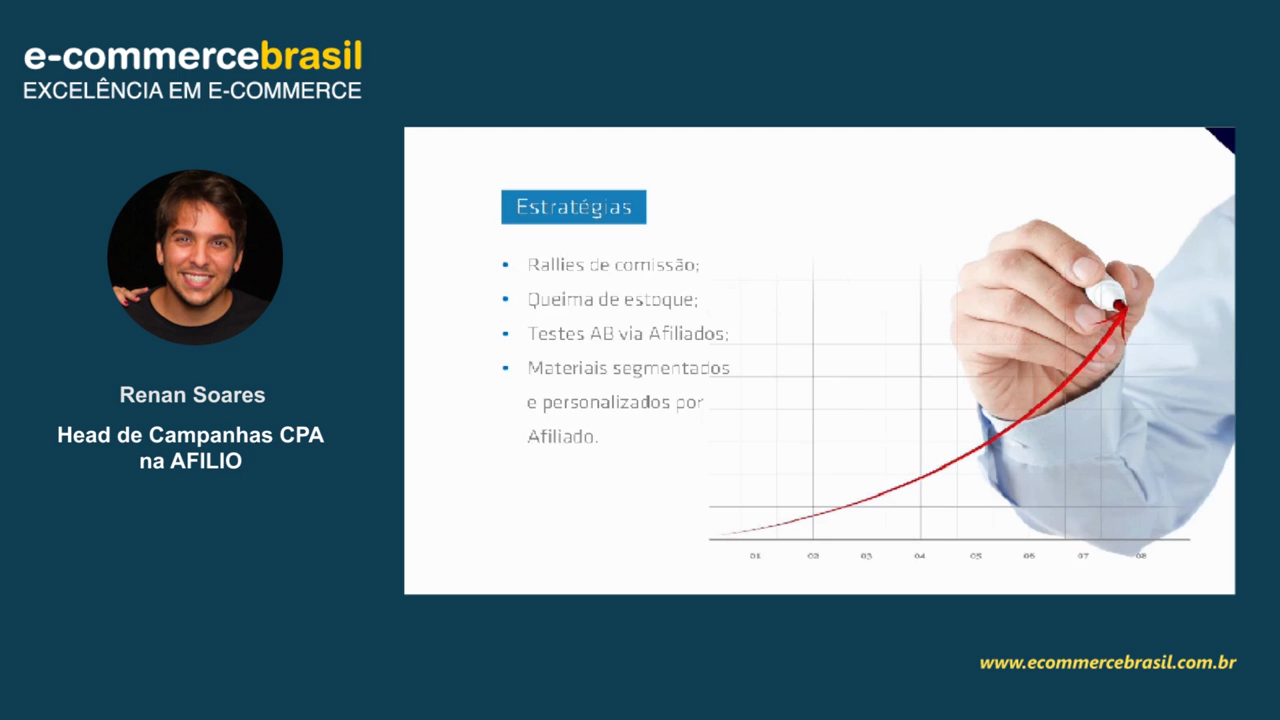 e-commercebrasil
EXCELÊNCIA EM E-COMMERCE
Renan Soares
Head de Campanhas CPA
na AFILIO
Estratégias
• Rallies de comissão;
• Queima de estoque;
• Testes AB via Afiliados;
• Materiais segmentados
e personalizados por
Afiliado.
01 02 03 04 05 06 07 08
www.ecommercebrasil.com.br